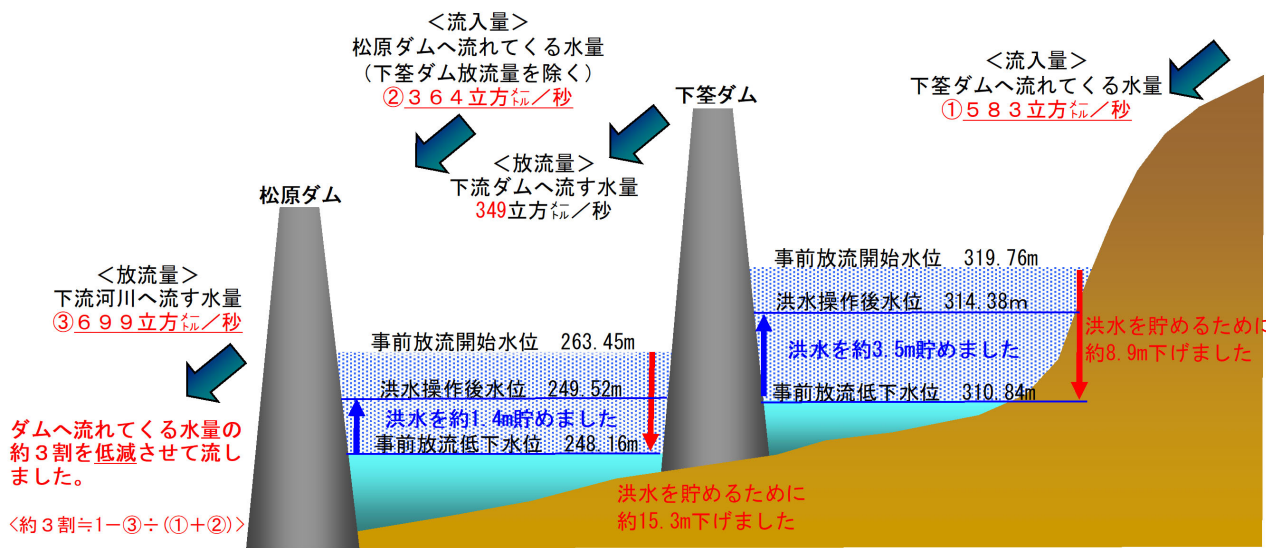 <流入量>
松原ダムへ流れてくる水量
(下筌ダム放流量を除く)
②364立方㍍/秒
<流入量>
下筌ダムへ流れてくる水量
①583立方㍍/秒
下筌ダム
<放流量>
下流ダムへ流す水量
349立方㍍/秒
松原ダム
<放流量>
下流河川へ流す水量
③699立方㍍/秒
事前放流開始水位 319.76m
洪水操作後水位 314.38m
洪水を約3.5m貯めました
事前放流低下水位 310.84m
洪水を貯めるために
約8.9m下げました
事前放流開始水位 263.45m
洪水操作後水位 249.52m
洪水を約1.4m貯めました
事前放流低下水位 248.16m
洪水を貯めるために
約15.3m下げました
ダムへ流れてくる水量の
約3割を低減させて流し
ました。
<約3割≒1-③÷(①+②)>